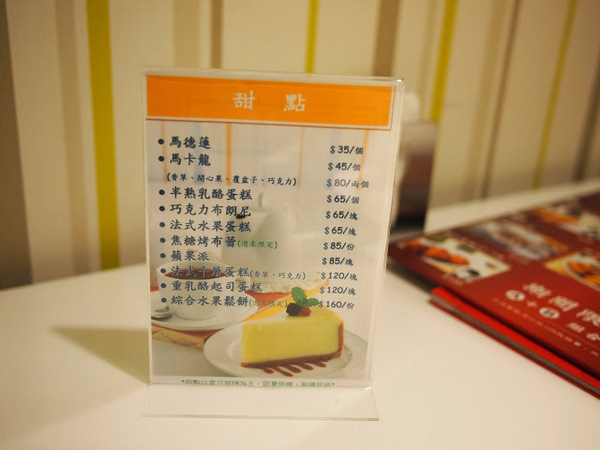 甜 點
• 馬德蓮 $35/個
• 馬卡龍 $45/個
(香草、開心果、覆盆子、巧克力) $80/兩個
• 半熟乳酪蛋糕 $65/個
• 巧克力布朗尼 $65/塊
• 法式水果蛋糕 $65/塊
• 焦糖烤布蕾(週末限定) $85/份
• 蘋果派 $85/塊
• 法式千層蛋糕(香草、巧克力) $120/塊
• 重乳酪起司蛋糕 $120/塊
• 綜合水果鬆餅 $160/份